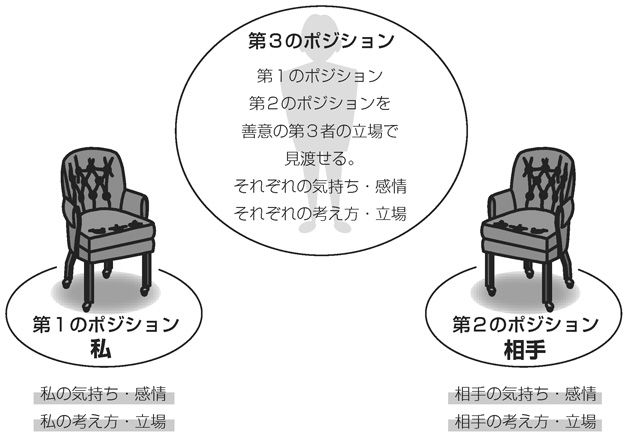 第３のポジション
第１のポジション
第２のポジションを
善意の第３者の立場で
見渡せる。
それぞれの気持ち・感情
それぞれの考え方・立場
第１のポジション
私
私の気持ち・感情
私の考え方・立場
第２のポジション
相手
相手の気持ち・感情
相手の考え方・立場